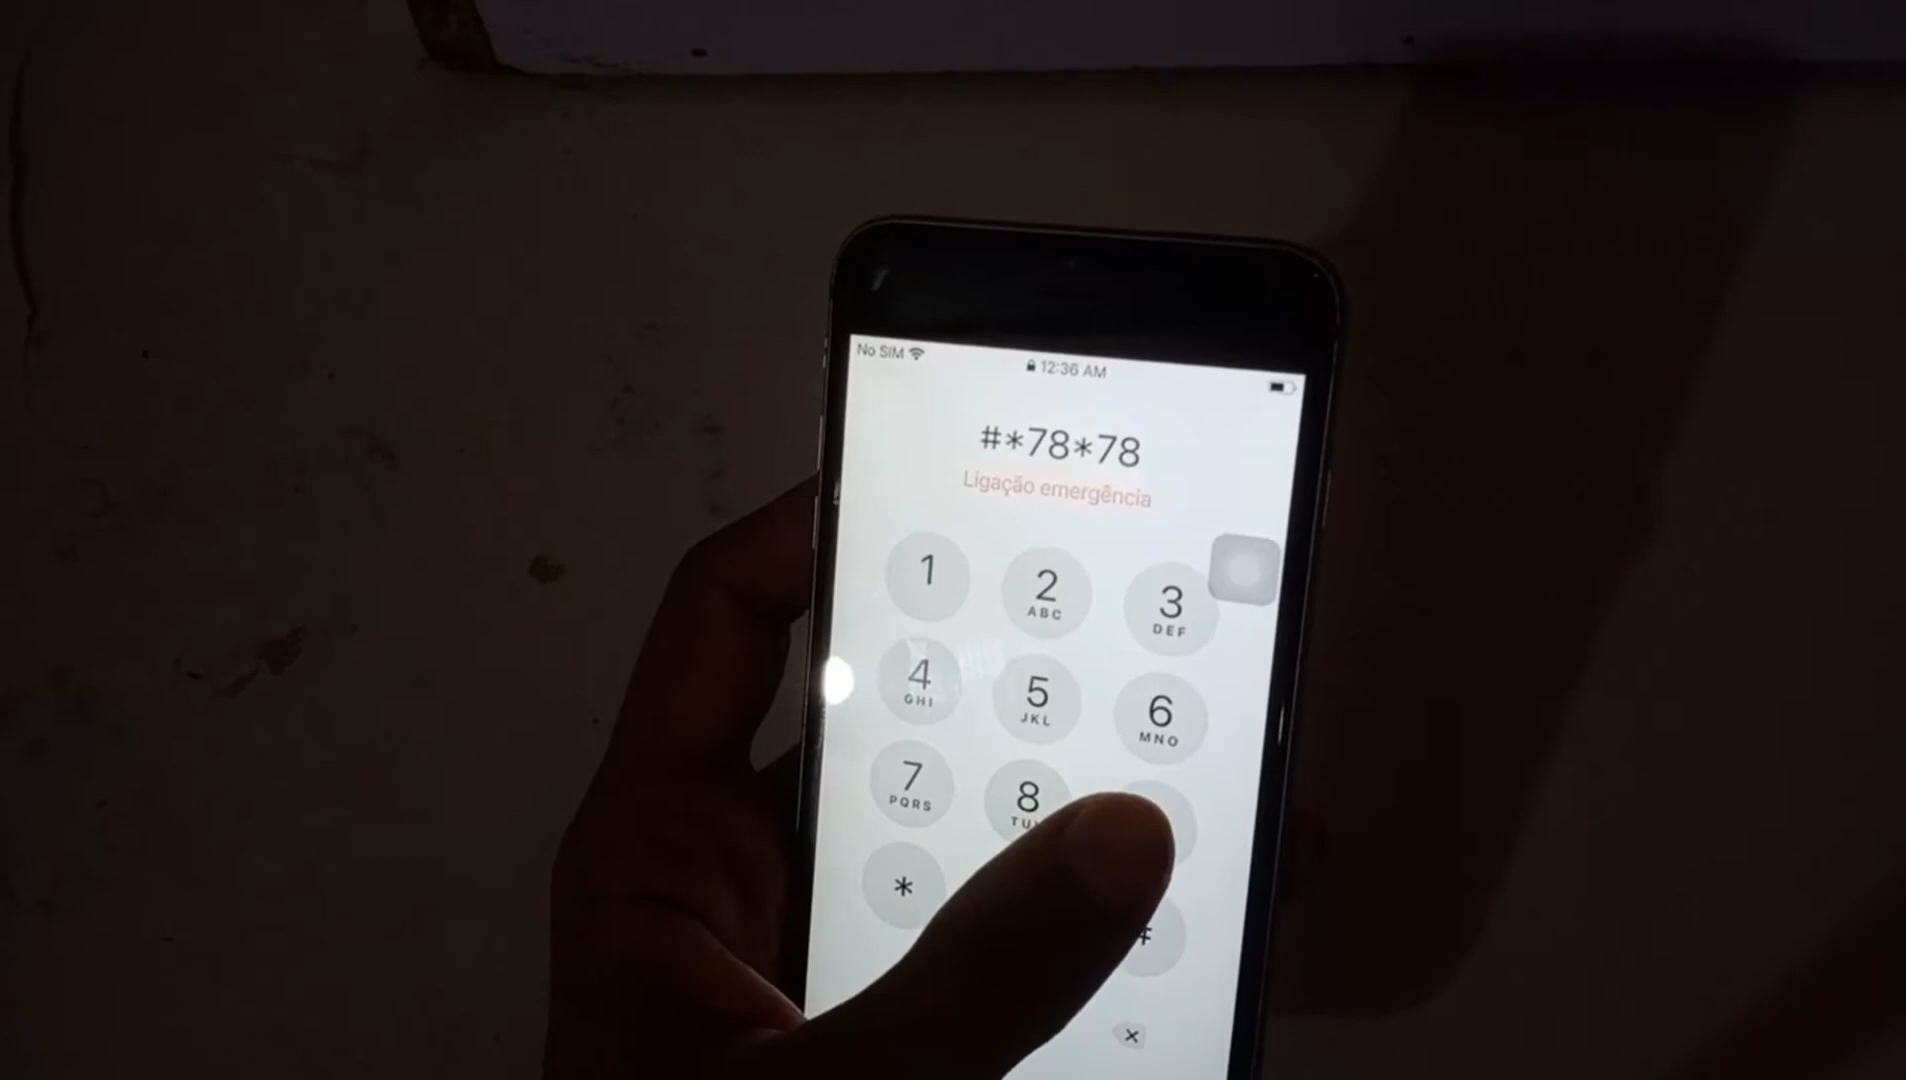 No SIM 12:36 AM
#*78*78
Ligação emergência
1
2
ABC
3
DEF
4
GHI
5
JKL
6
MNO
7
PQRS
8
*
#